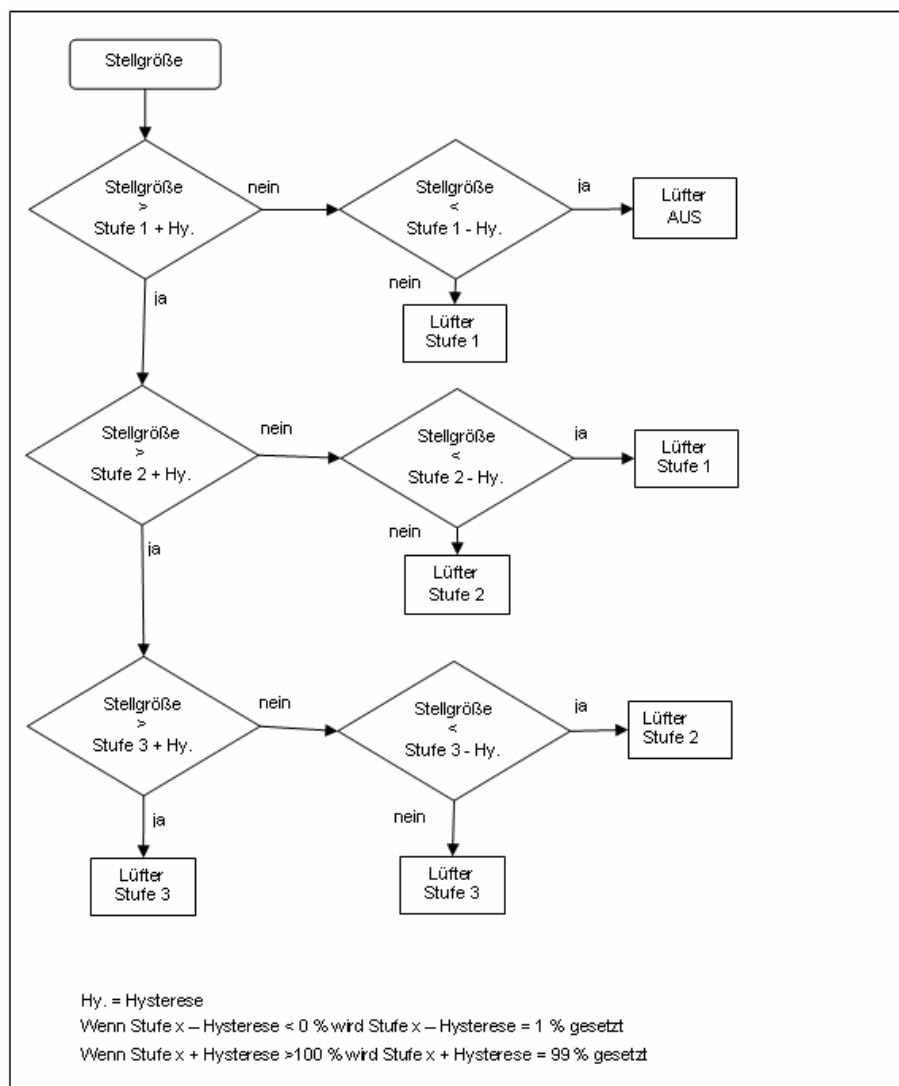 Stellgröße
Stellgröße
>
Stufe 1 + Hy.
nein
Stellgröße
<
Stufe 1 - Hy.
ja
Lüfter
AUS
nein
Lüfter
Stufe 1
ja
Stellgröße
>
Stufe 2 + Hy.
nein
Stellgröße
<
Stufe 2 - Hy.
ja
Lüfter
Stufe 1
nein
Lüfter
Stufe 2
ja
Stellgröße
>
Stufe 3 + Hy.
nein
Stellgröße
<
Stufe 3 - Hy.
ja
Lüfter
Stufe 2
nein
Lüfter
Stufe 3
ja
Lüfter
Stufe 3
Hy. = Hysterese
Wenn Stufe x – Hysterese < 0 % wird Stufe x – Hysterese = 1 % gesetzt
Wenn Stufe x + Hysterese >100 % wird Stufe x + Hysterese = 99 % gesetzt